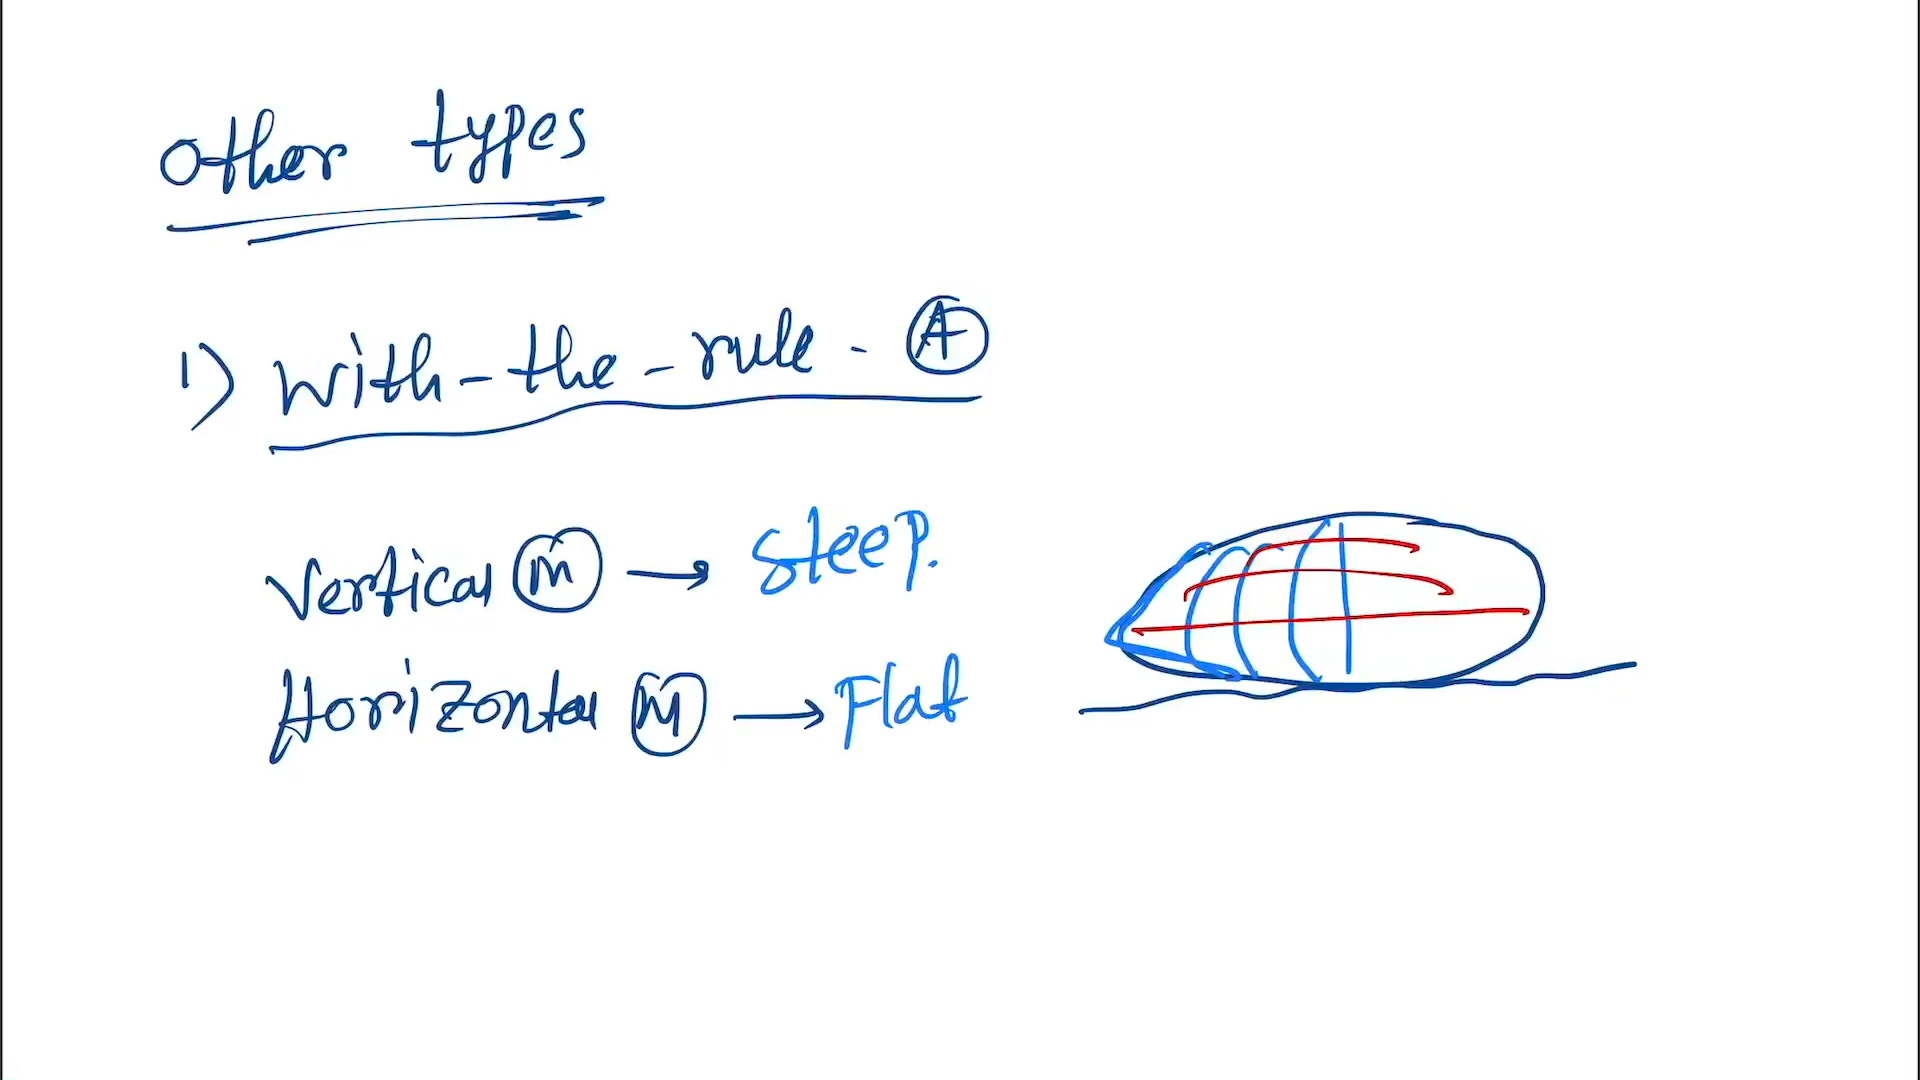 Other types
1) With-the-rule - A
Vertical M → Steep.
Horizontal M → Flat